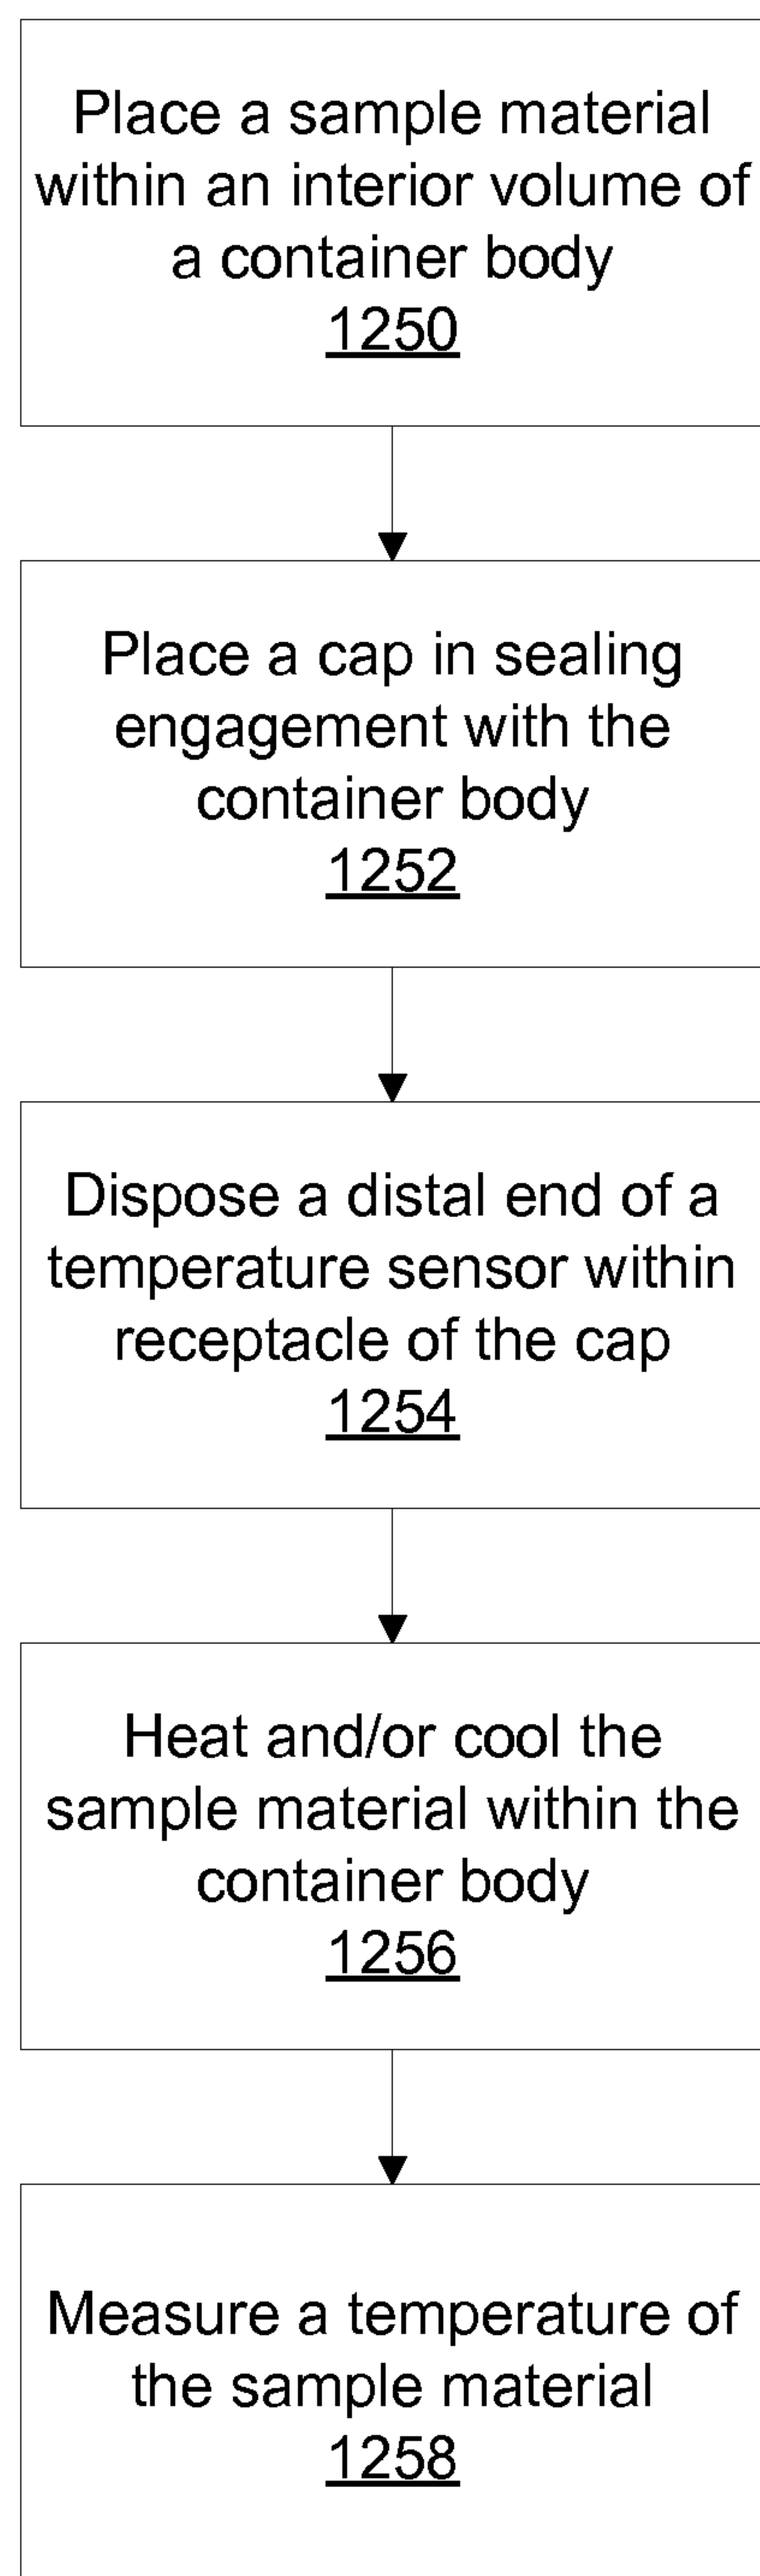 Place a sample material
within an interior volume of
a container body
1250
Place a cap in sealing
engagement with the
container body
1252
Dispose a distal end of a
temperature sensor within
receptacle of the cap
1254
Heat and/or cool the
sample material within the
container body
1256
Measure a temperature of
the sample material
1258